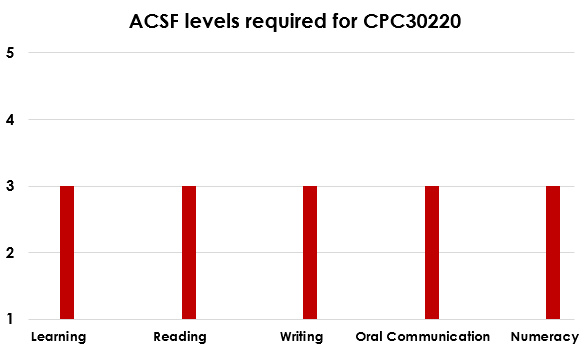 ACSF levels required for CPC30220
5
4
3
2
1
Learning Reading Writing Oral Communication Numeracy